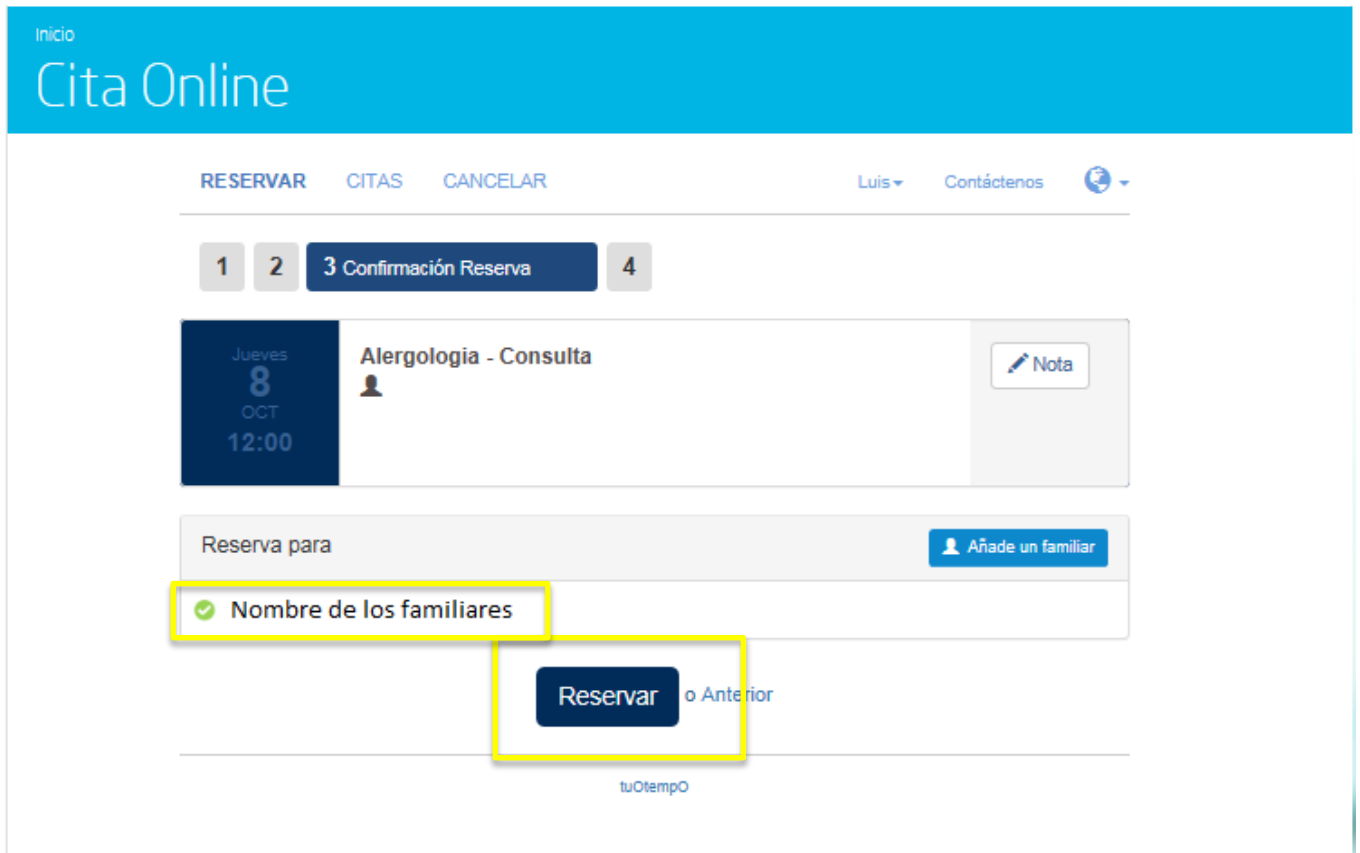 Inicio
Cita Online
RESERVAR CITAS CANCELAR Luis Contáctenos
1 2 3 Confirmación Reserva 4
Jueves
8
OCT
12:00
Alergologia - Consulta
Nota
Reserva para
Añade un familiar
Nombre de los familiares
Reservar o Anterior
tuOtempO